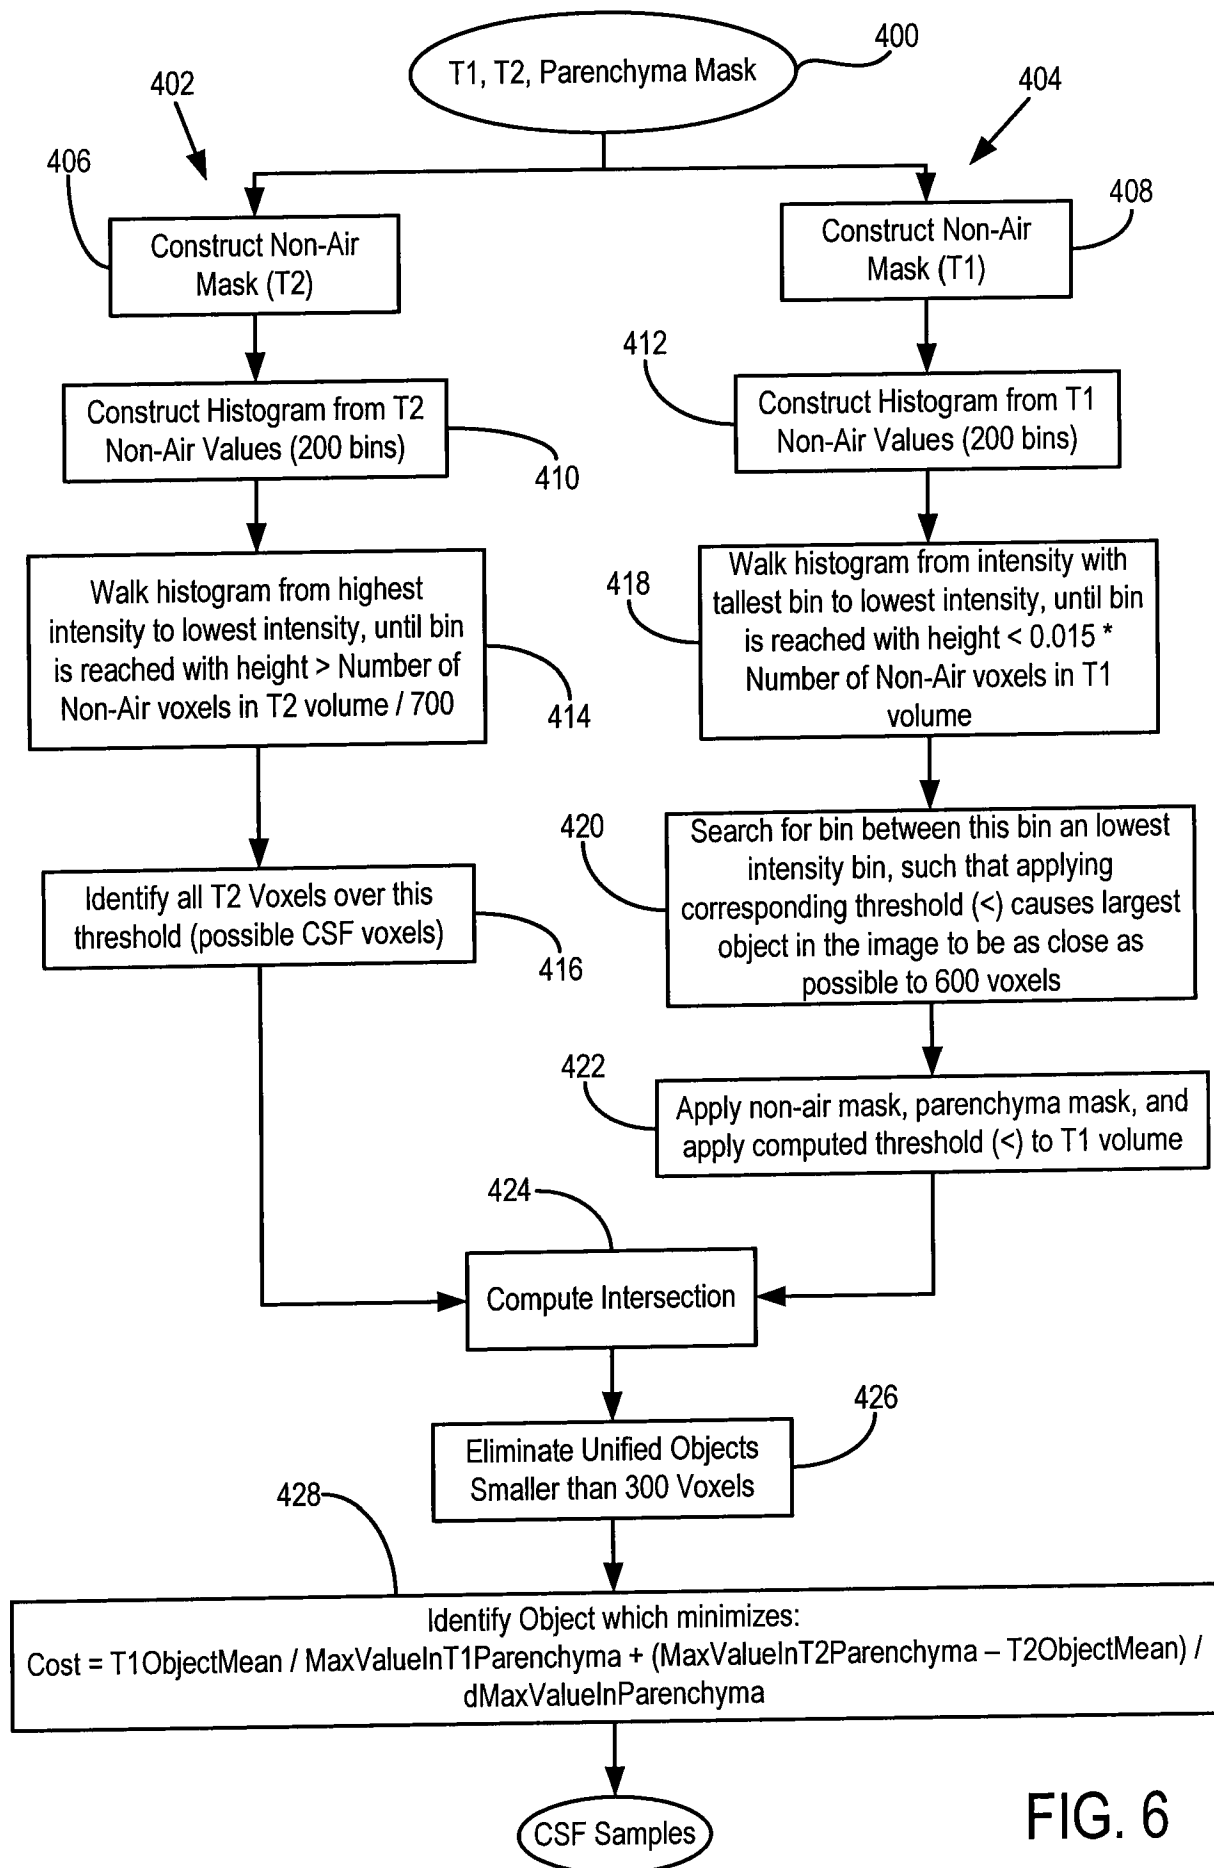 400
T1, T2, Parenchyma Mask
402
404
406
408
Construct Non-Air
Mask (T2)
Construct Non-Air
Mask (T1)
412
Construct Histogram from T2
Non-Air Values (200 bins)
410
Construct Histogram from T1
Non-Air Values (200 bins)
Walk histogram from highest
intensity to lowest intensity, until bin
is reached with height > Number of
Non-Air voxels in T2 volume / 700
414
418
Walk histogram from intensity with
tallest bin to lowest intensity, until bin
is reached with height < 0.015 *
Number of Non-Air voxels in T1
volume
Identify all T2 Voxels over this
threshold (possible CSF voxels)
416
420
Search for bin between this bin an lowest
intensity bin, such that applying
corresponding threshold (<) causes largest
object in the image to be as close as
possible to 600 voxels
422
Apply non-air mask, parenchyma mask, and
apply computed threshold (<) to T1 volume
424
Compute Intersection
426
Eliminate Unified Objects
Smaller than 300 Voxels
428
Identify Object which minimizes:
Cost = T1ObjectMean / MaxValueInT1Parenchyma + (MaxValueInT2Parenchyma – T2ObjectMean) /
dMaxValueInParenchyma
CSF Samples
FIG. 6